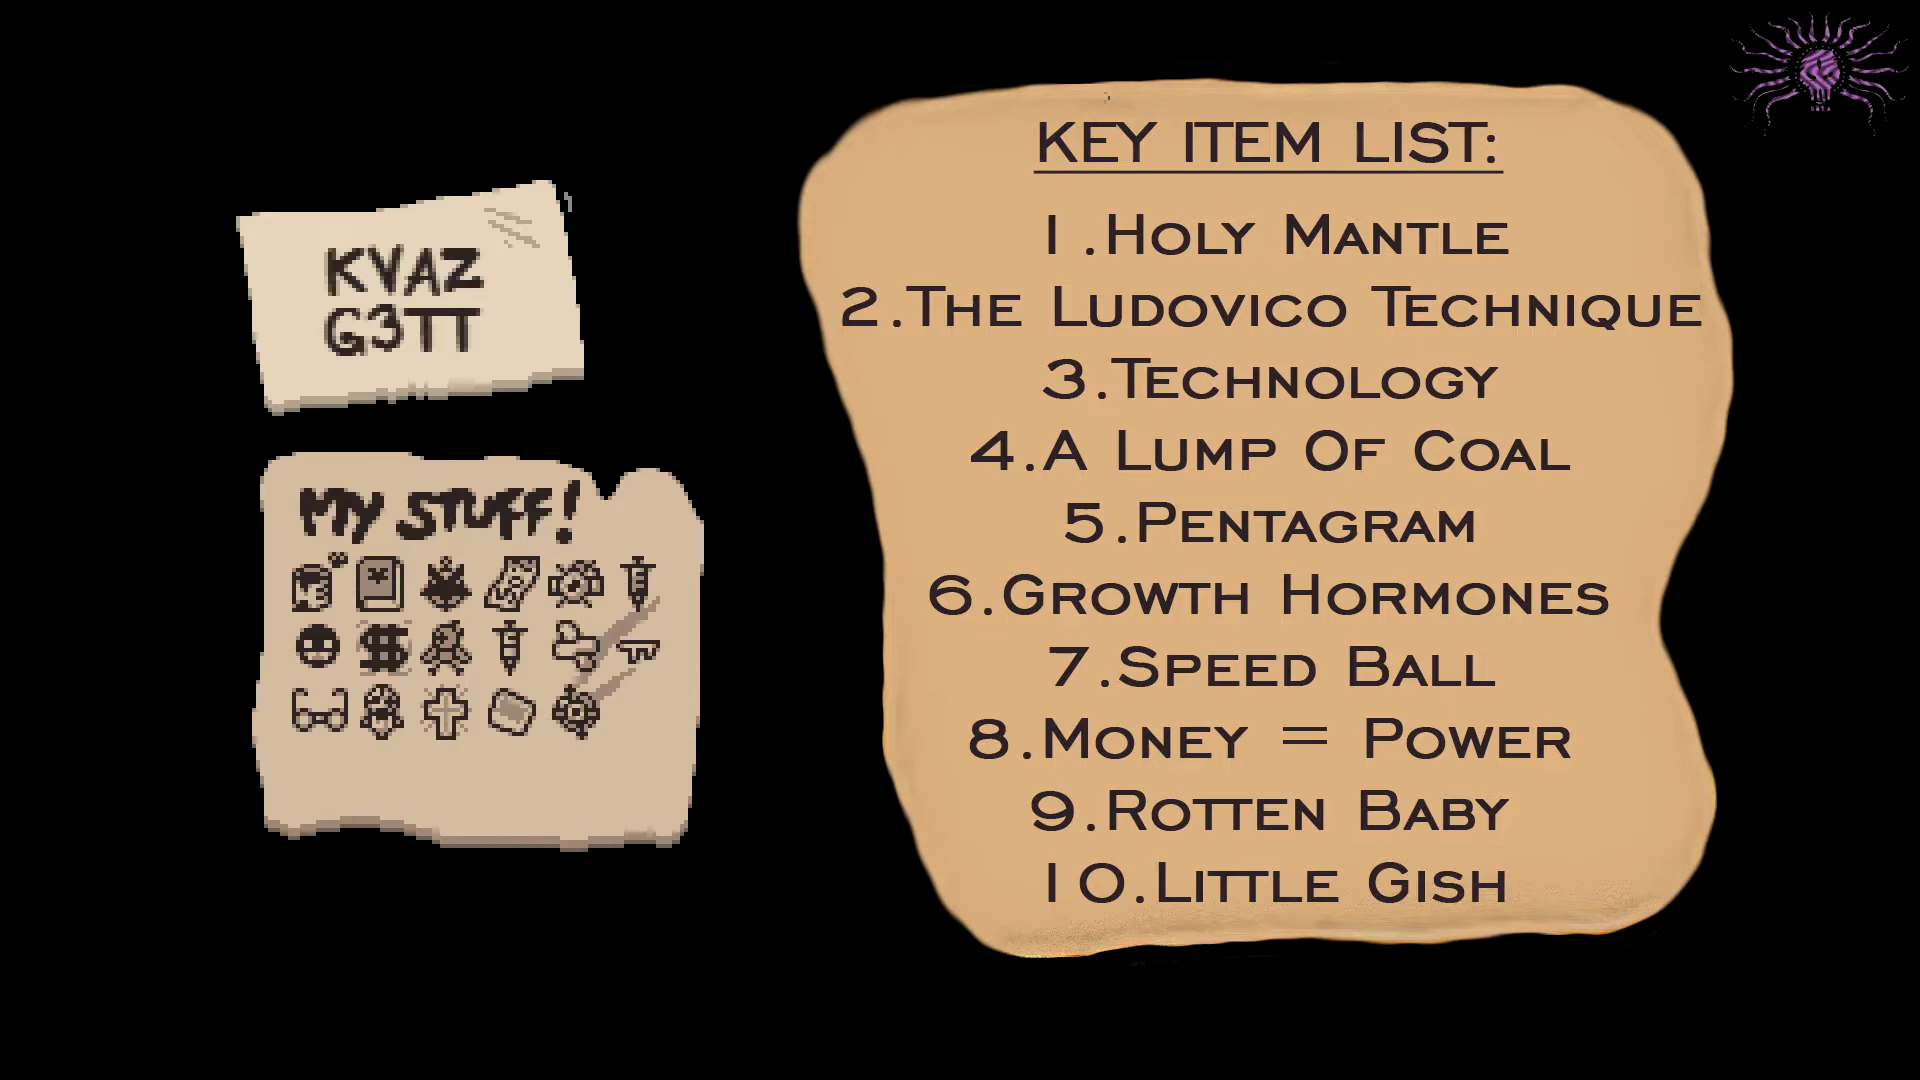 KVAZ
G3TT
MY STUFF!
KEY ITEM LIST:
1.HOLY MANTLE
2.THE LUDOVICO TECHNIQUE
3.TECHNOLOGY
4.A LUMP OF COAL
5.PENTAGRAM
6.GROWTH HORMONES
7.SPEED BALL
8.MONEY = POWER
9.ROTTEN BABY
10.LITTLE GISH